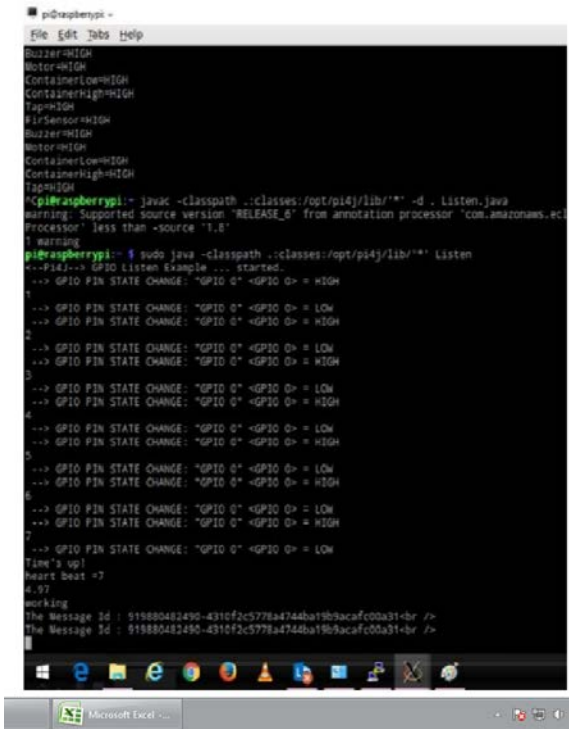 pi@raspberrypi ~
File Edit Tabs Help
Buzzer=HIGH
Motor=HIGH
ContainerLow=HIGH
ContainerHigh=HIGH
Tap=HIGH
FirSensor=HIGH
Buzzer=HIGH
Motor=HIGH
ContainerLow=HIGH
ContainerHigh=HIGH
Tap=HIGH
^Cpi@raspberrypi:~ javac -classpath .:classes:/opt/pi4j/lib/'*' -d . Listen.java
warning: Supported source version 'RELEASE_6' from annotation processor 'com.amazonaws.ecl
Processor' less than -source '1.8'
1 warning
pi@raspberrypi:~ $ sudo java -classpath .:classes:/opt/pi4j/lib/'*' Listen
<--Pi4J--> GPIO Listen Example ... started.
--> GPIO PIN STATE CHANGE: "GPIO 0" <GPIO 0> = HIGH
1
--> GPIO PIN STATE CHANGE: "GPIO 0" <GPIO 0> = LOW
--> GPIO PIN STATE CHANGE: "GPIO 0" <GPIO 0> = HIGH
2
--> GPIO PIN STATE CHANGE: "GPIO 0" <GPIO 0> = LOW
--> GPIO PIN STATE CHANGE: "GPIO 0" <GPIO 0> = HIGH
3
--> GPIO PIN STATE CHANGE: "GPIO 0" <GPIO 0> = LOW
--> GPIO PIN STATE CHANGE: "GPIO 0" <GPIO 0> = HIGH
4
--> GPIO PIN STATE CHANGE: "GPIO 0" <GPIO 0> = LOW
--> GPIO PIN STATE CHANGE: "GPIO 0" <GPIO 0> = HIGH
5
--> GPIO PIN STATE CHANGE: "GPIO 0" <GPIO 0> = LOW
--> GPIO PIN STATE CHANGE: "GPIO 0" <GPIO 0> = HIGH
6
--> GPIO PIN STATE CHANGE: "GPIO 0" <GPIO 0> = LOW
--> GPIO PIN STATE CHANGE: "GPIO 0" <GPIO 0> = HIGH
7
--> GPIO PIN STATE CHANGE: "GPIO 0" <GPIO 0> = LOW
Time's up!
heart beat =7
4.97
working
The Message Id : 919880482490-4310f2c5778a4744ba19b9acafc00a31<br />
The Message Id : 919880482490-4310f2c5778a4744ba19b9acafc00a31<br />
Microsoft Excel -...